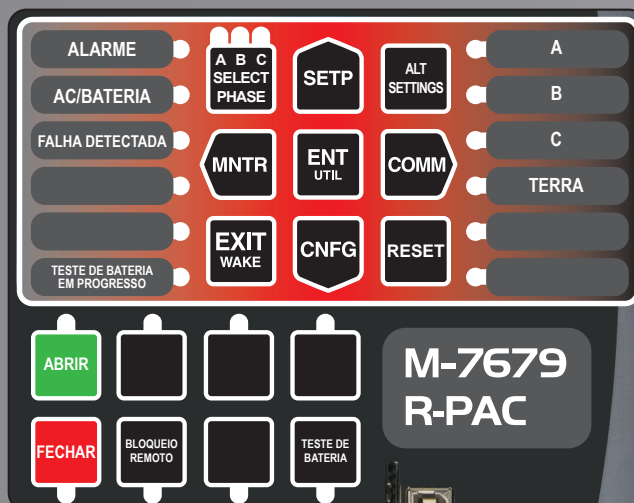 ALARME
AC/BATERIA
FALHA DETECTADA
TESTE DE BATERIA
EM PROGRESSO
A B C
SELECT
PHASE
SETP
ALT
SETTINGS
MNTR
ENT
UTIL
COMM
EXIT
WAKE
CNFG
RESET
A
B
C
TERRA
ABRIR
FECHAR
BLOQUEIO
REMOTO
TESTE DE
BATERIA
M-7679
R-PAC